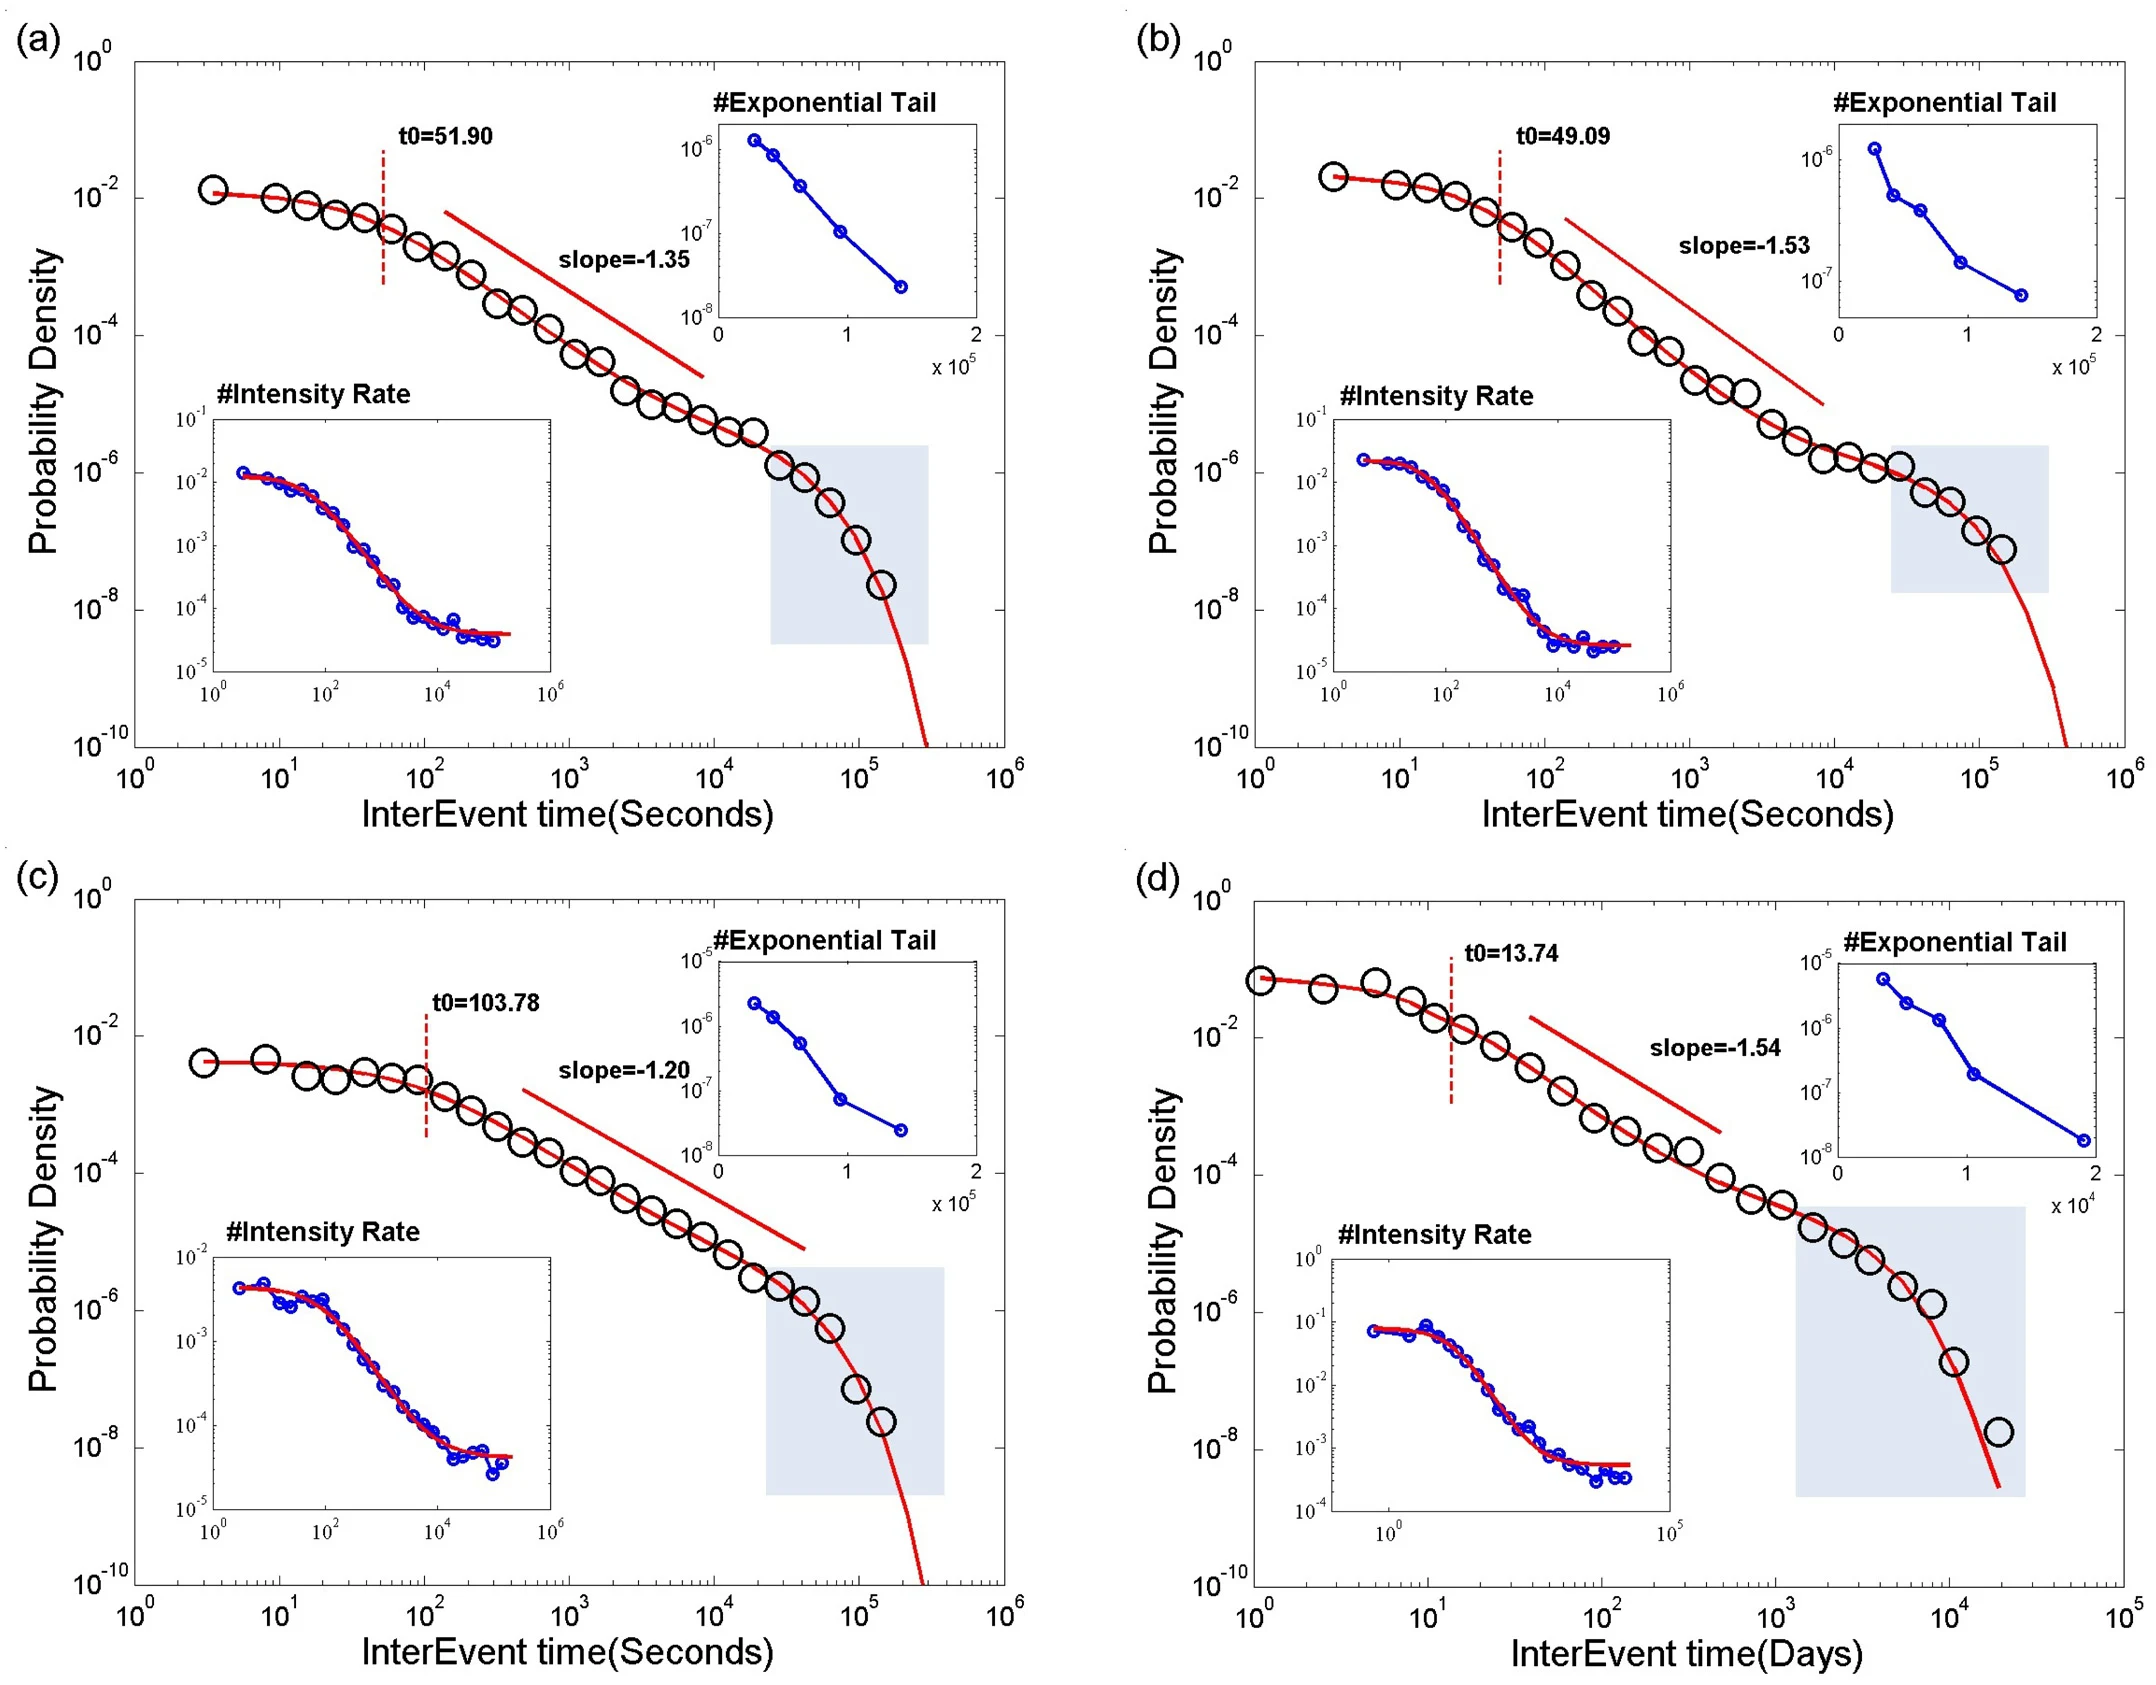 (a)
10^0
10^-2
10^-4
10^-6
10^-8
10^-10
Probability Density
t0=51.90
slope=-1.35
#Exponential Tail
10^-6
10^-7
10^-8
0 1 2
x 10^5
#Intensity Rate
10^-1
10^-2
10^-3
10^-4
10^-5
10^0 10^2 10^4 10^6
10^0 10^1 10^2 10^3 10^4 10^5 10^6
InterEvent time(Seconds)
(b)
10^0
10^-2
10^-4
10^-6
10^-8
10^-10
Probability Density
t0=49.09
slope=-1.53
#Exponential Tail
10^-6
10^-7
0 1 2
x 10^5
#Intensity Rate
10^-1
10^-2
10^-3
10^-4
10^-5
10^0 10^2 10^4 10^6
10^0 10^1 10^2 10^3 10^4 10^5 10^6
InterEvent time(Seconds)
(c)
10^0
10^-2
10^-4
10^-6
10^-8
10^-10
Probability Density
t0=103.78
slope=-1.20
#Exponential Tail
10^-5
10^-6
10^-7
10^-8
0 1 2
x 10^5
#Intensity Rate
10^-2
10^-3
10^-4
10^-5
10^0 10^2 10^4 10^6
10^0 10^1 10^2 10^3 10^4 10^5 10^6
InterEvent time(Seconds)
(d)
10^0
10^-2
10^-4
10^-6
10^-8
10^-10
Probability Density
t0=13.74
slope=-1.54
#Exponential Tail
10^-5
10^-6
10^-7
10^-8
0 1 2
x 10^4
#Intensity Rate
10^0
10^-1
10^-2
10^-3
10^-4
10^0 10^5
10^0 10^1 10^2 10^3 10^4 10^5
InterEvent time(Days)